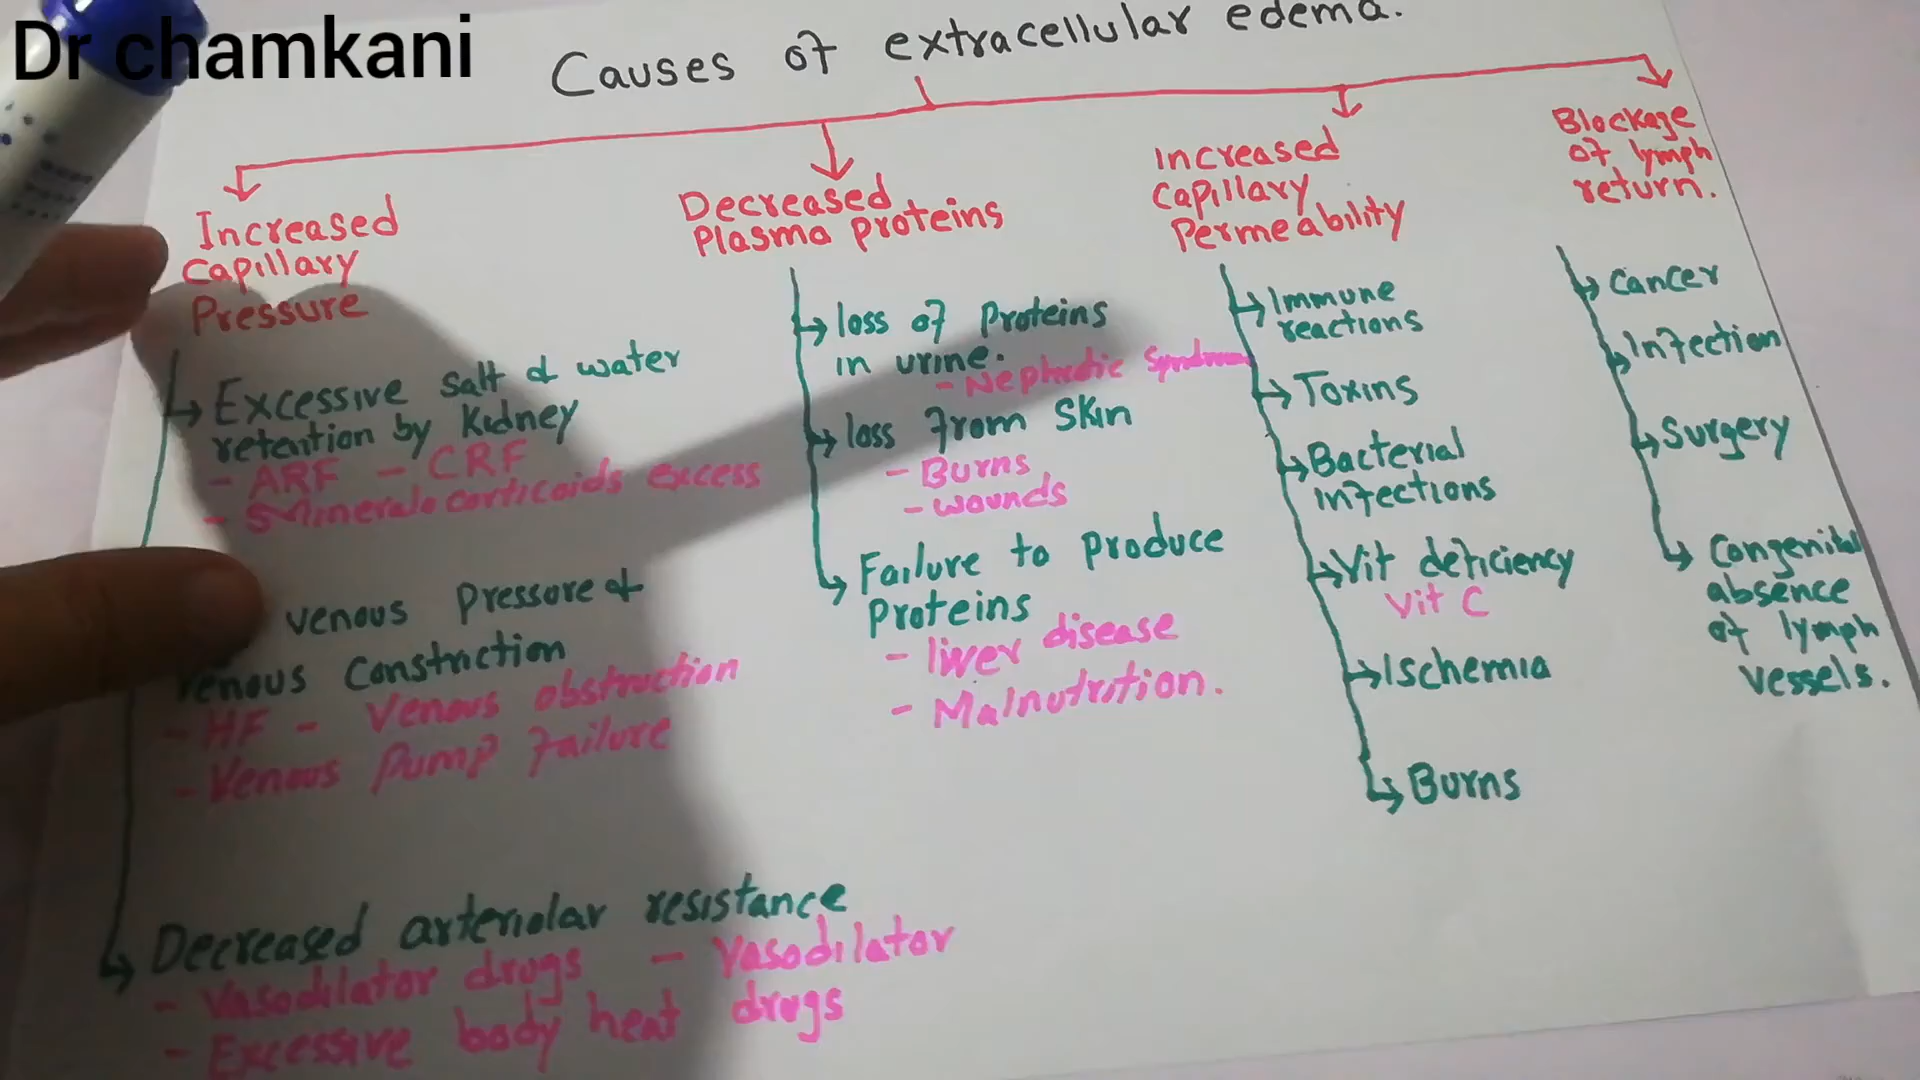 Dr chamkani
Causes of extracellular edema.
Increased
Capillary
Pressure
Excessive salt & water
retention by Kidney
- ARF - CRF
- Mineralocorticoids excess
venous Pressure &
venous Constriction
- HF - Venous obstruction
- Venous Pump failure
Decreased arteriolar resistance
- Vasodilator drugs - Vasodilator
drugs
- Excessive body heat
Decreased
Plasma Proteins
loss of Proteins
in urine.
- Nephrotic Syndrome
loss from Skin
- Burns
- wounds
Failure to Produce
Proteins
- liver disease
- Malnutrition.
Increased
Capillary
Permeability
Immune
reactions
Toxins
Bacterial
infections
Vit deficiency
Vit C
Ischemia
Burns
Blockage
of lymph
return.
Cancer
Infection
Surgery
Congenital
absence
of lymph
vessels.